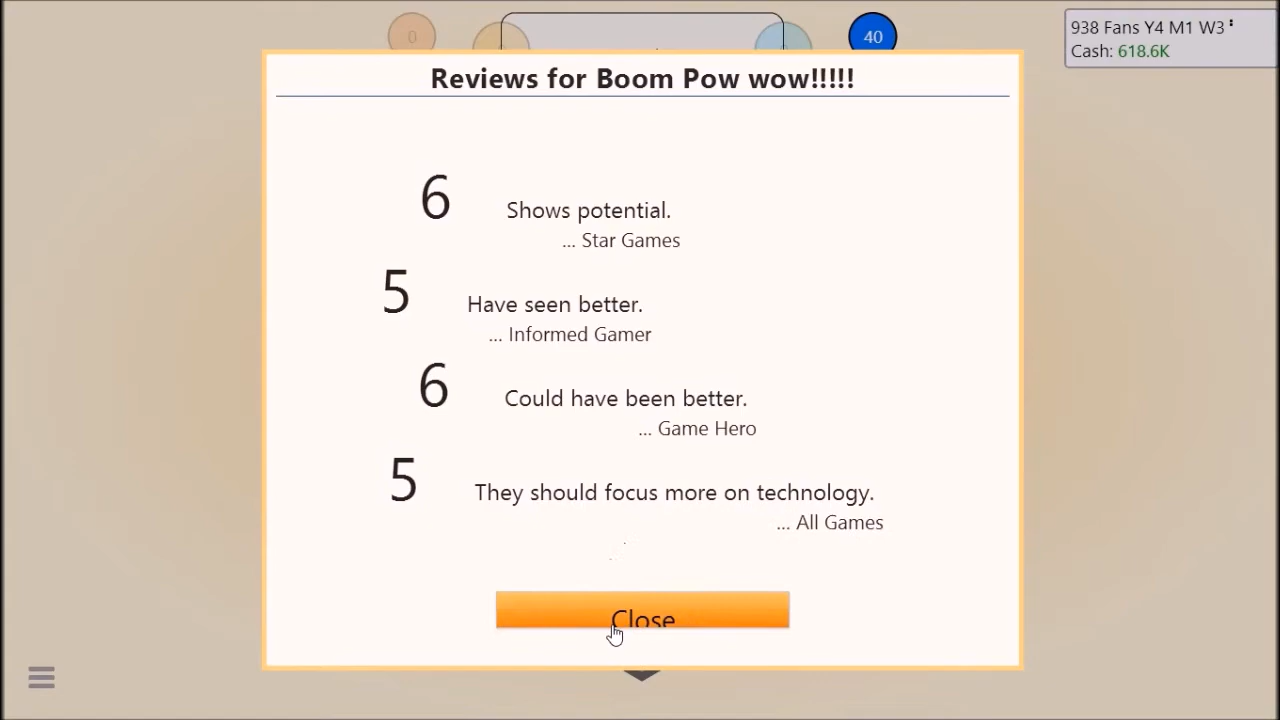 0
40
938 Fans Y4 M1 W3
Cash: 618.6K
Reviews for Boom Pow wow!!!!!
6
Shows potential.
... Star Games
5
Have seen better.
... Informed Gamer
6
Could have been better.
... Game Hero
5
They should focus more on technology.
... All Games
Close